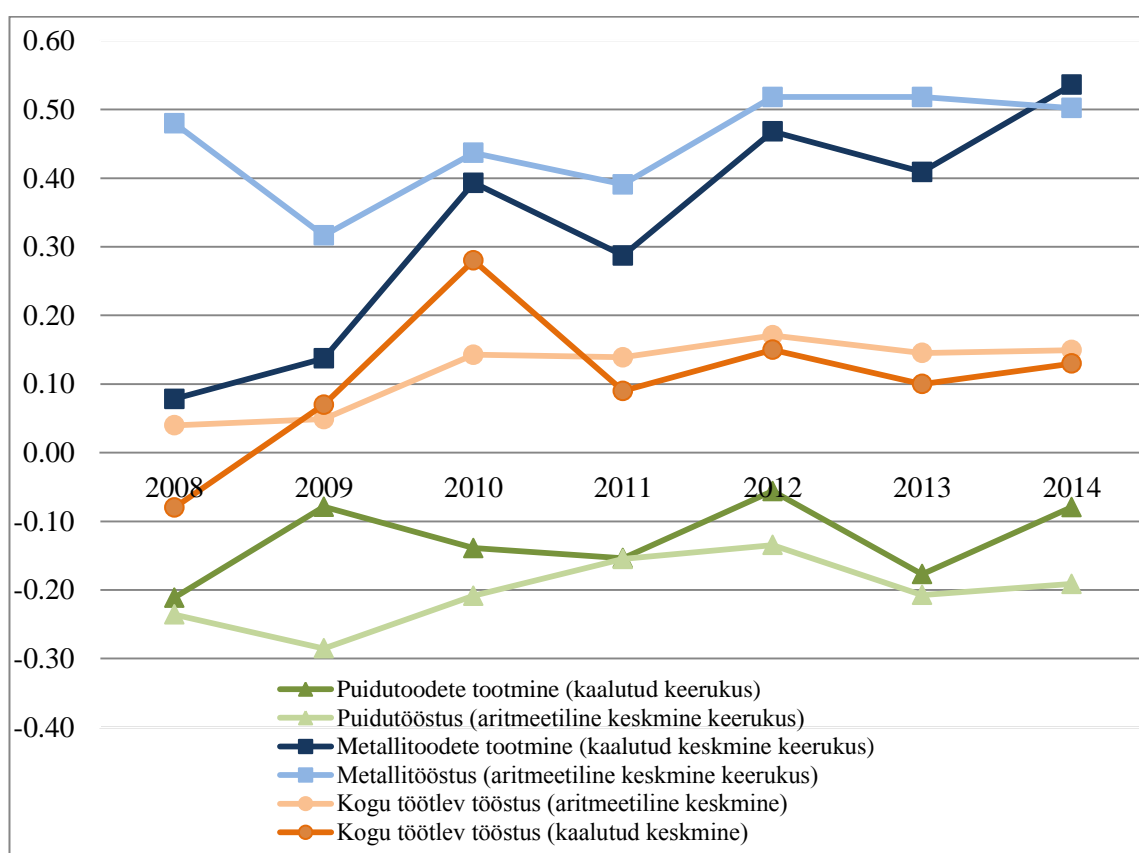 0.60
0.50
0.40
0.30
0.20
0.10
0.00
2008 2009 2010 2011 2012 2013 2014
-0.10
-0.20
-0.30
-0.40
Puidutoodete tootmine (kaalutud keerukus)
Puidutööstus (aritmeetiline keskmine keerukus)
Metallitoodete tootmine (kaalutud keskmine keerukus)
Metallitööstus (aritmeetiline keskmine keerukus)
Kogu töötlev tööstus (aritmeetiline keskmine)
Kogu töötlev tööstus (kaalutud keskmine)